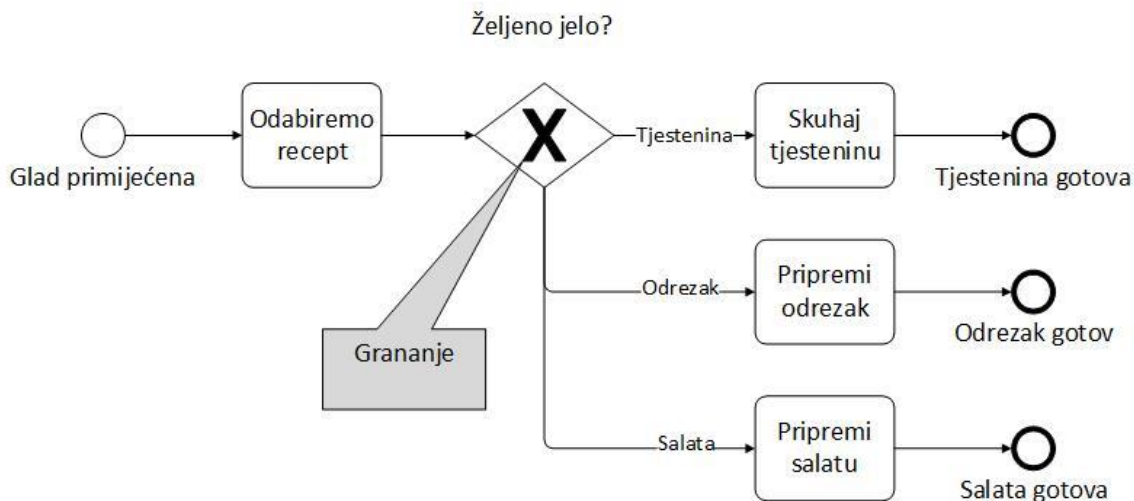 Željeno jelo?
Glad primijećena
Odabiremo
recept
X
Grananje
Tjestenina
Skuhaj
tjesteninu
Tjestenina gotova
Odrezak
Pripremi
odrezak
Odrezak gotov
Salata
Pripremi
salatu
Salata gotova